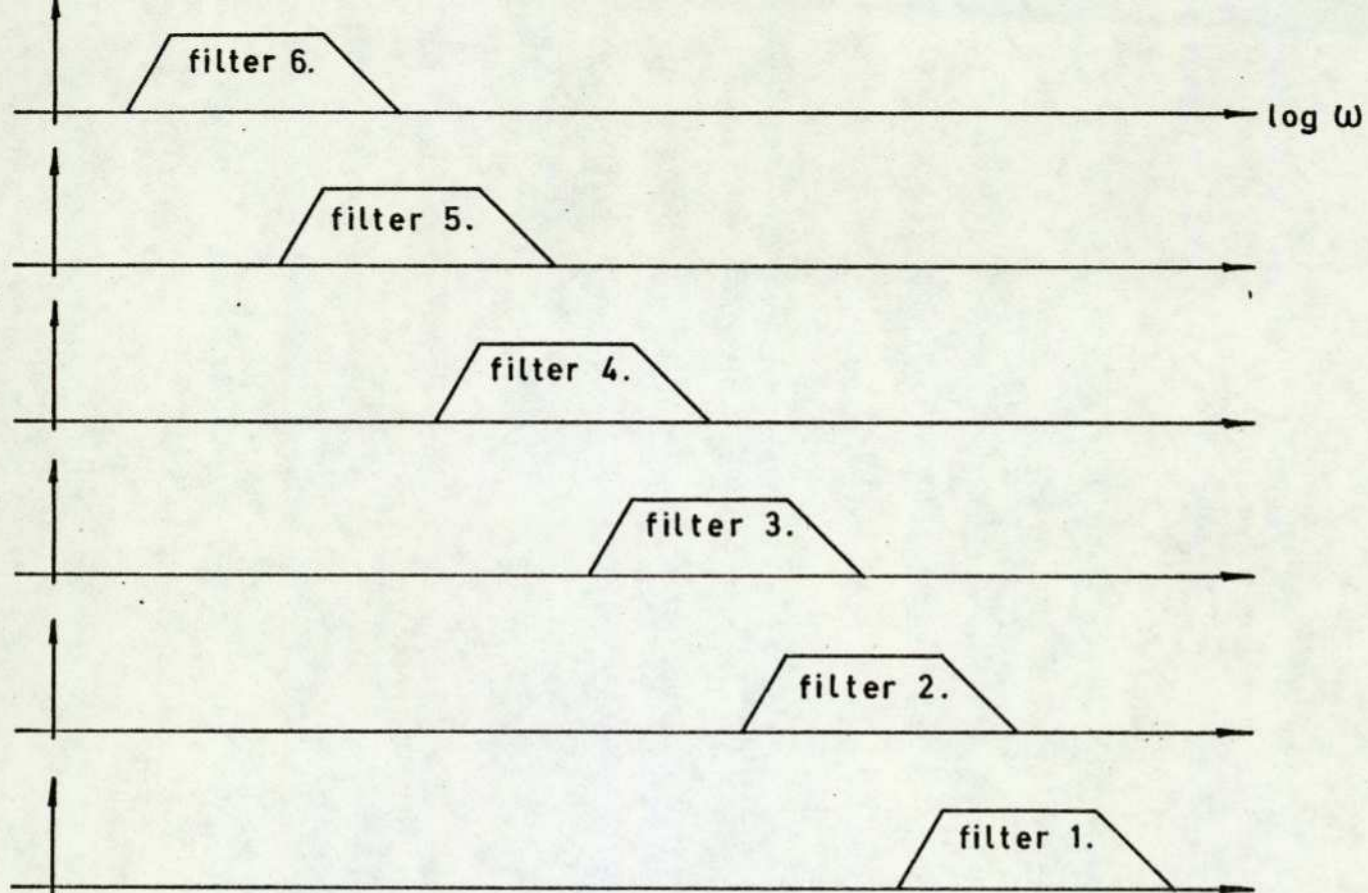 filter 6.
log ω
filter 5.
filter 4.
filter 3.
filter 2.
filter 1.